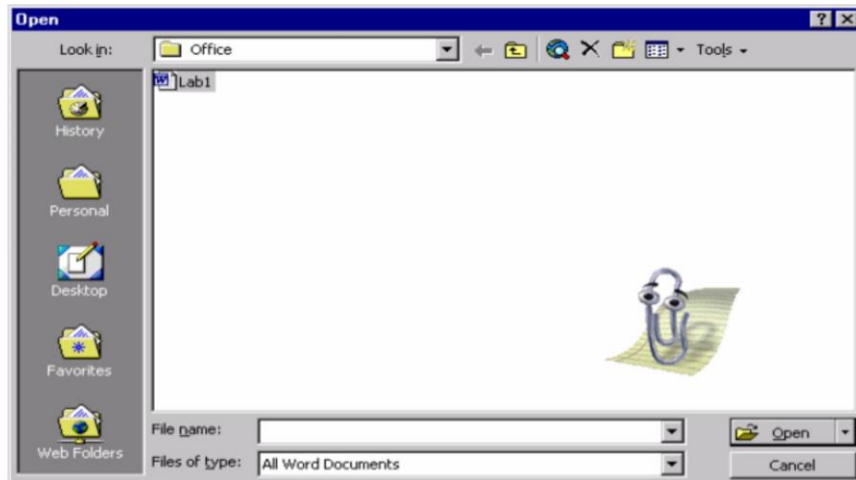 Open
Look in:
Office
Tools
Lab1
History
Personal
Desktop
Favorites
Web Folders
File name:
Open
Files of type:
All Word Documents
Cancel